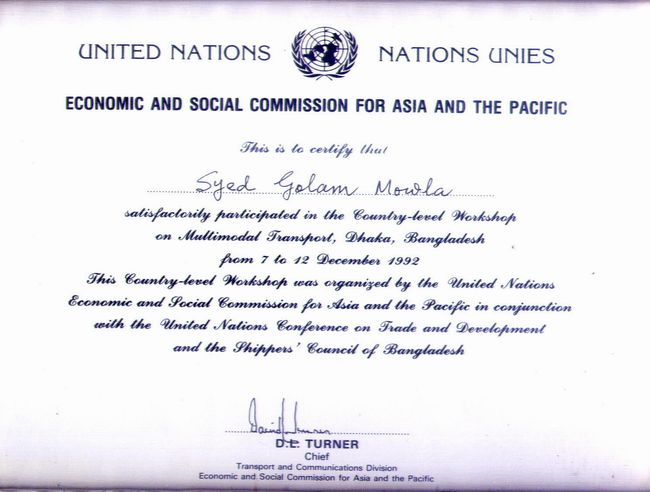 UNITED NATIONS NATIONS UNIES
ECONOMIC AND SOCIAL COMMISSION FOR ASIA AND THE PACIFIC
This is to certify that
Syed Golam Mowla
satisfactority participated in the Country-level Workshop
on Multimodal Transport, Dhaka, Bangladesh
from 7 to 12 December 1992
This Country-level Workshop was organized by the United Nations
Economic and Social Commission for Asia and the Pacific in conjunction
with the United Nations Conference on Trade and Development
and the Shippers' Council of Bangladesh
D.L. TURNER
Chief
Transport and Communications Division
Economic and Social Commission for Asia and the Pacific